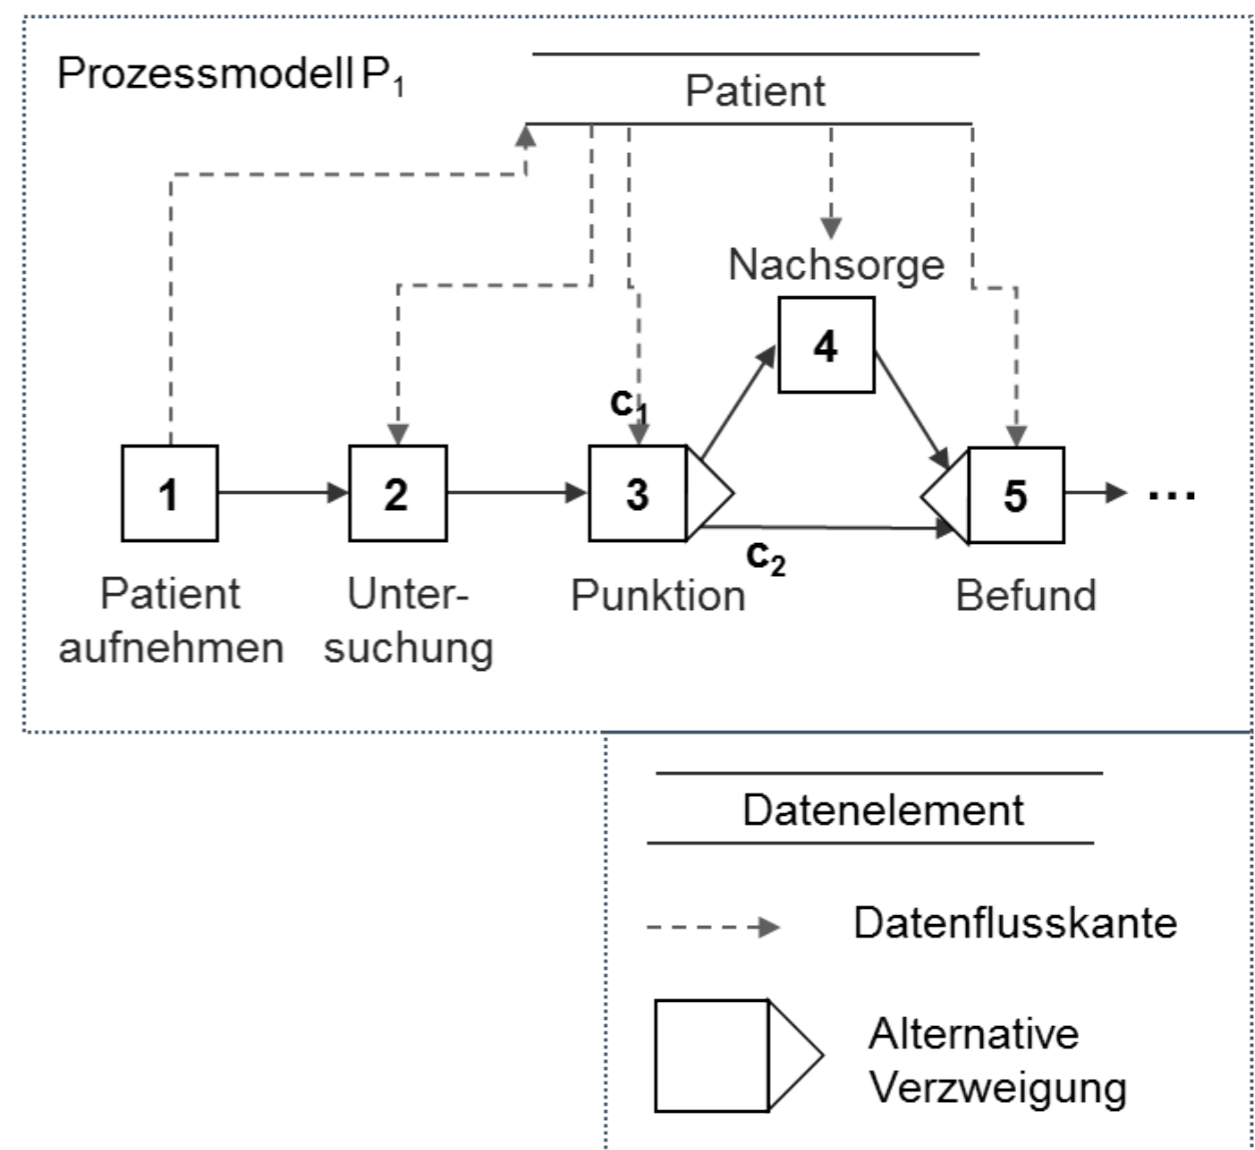 Prozessmodell P₁
Patient
Nachsorge
4
c₁
1
2
3
5
...
c₂
Patient
aufnehmen
Unter-
suchung
Punktion
Befund
Datenelement
Datenflusskante
Alternative
Verzweigung